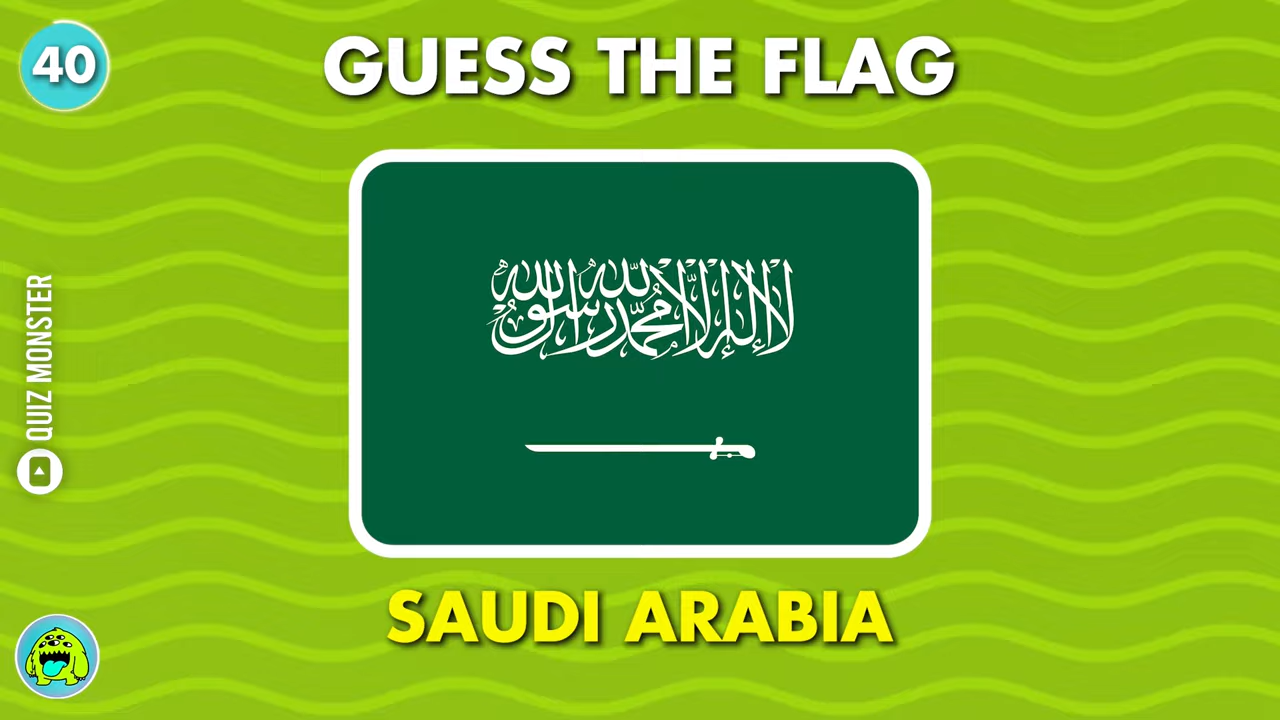 40
GUESS THE FLAG
لا إله إلا الله محمد رسول الله
QUIZ MONSTER
SAUDI ARABIA